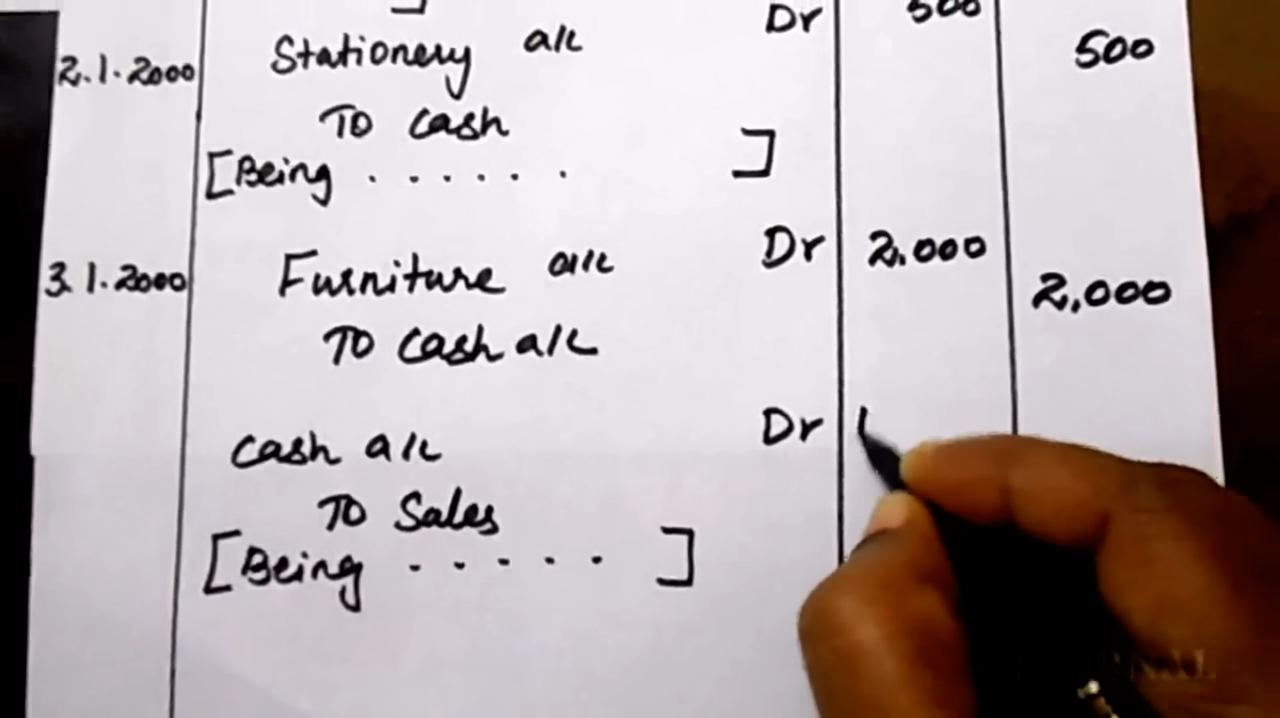 Dr 500
2.1.2000 Stationery a/c 500
To cash
[Being . . . . . . ]
3.1.2000 Furniture a/c Dr 2,000
To cash a/c 2,000
Cash a/c Dr
To Sales
[Being . . . . . ]